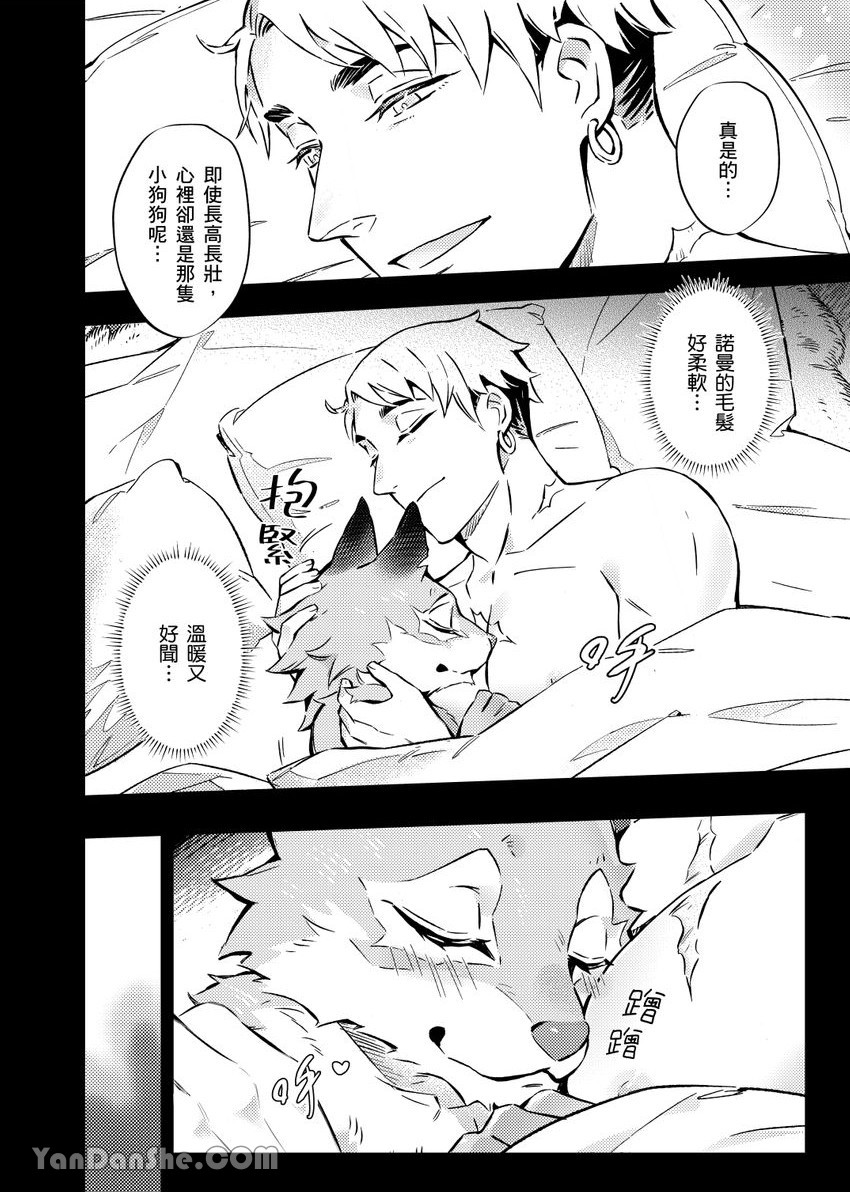 真是的…
即使長高長壯，
心裡卻還是那隻
小狗狗呢…
諾曼的毛髮
好柔軟…
抱緊
溫暖又
好聞…
呼
蹭
蹭
呼♡
YanDanShe.com